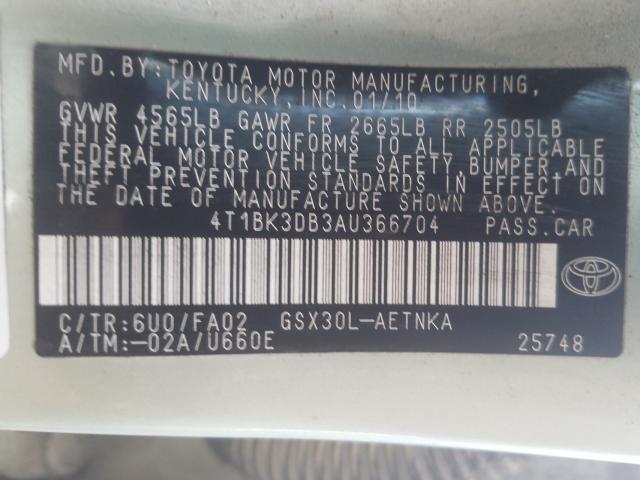 MFD. BY: TOYOTA MOTOR MANUFACTURING,
KENTUCKY, INC. 01/10
GVWR 4565LB GAWR FR 2665LB RR 2505LB
THIS VEHICLE CONFORMS TO ALL APPLICABLE
FEDERAL MOTOR VEHICLE SAFETY, BUMPER, AND
THEFT PREVENTION STANDARDS IN EFFECT ON
THE DATE OF MANUFACTURE SHOWN ABOVE.
4T1BK3DB3AU366704 PASS.CAR
C/TR:6U0/FA02 GSX30L-AETNKA
A/TM:-02A/U660E 25748